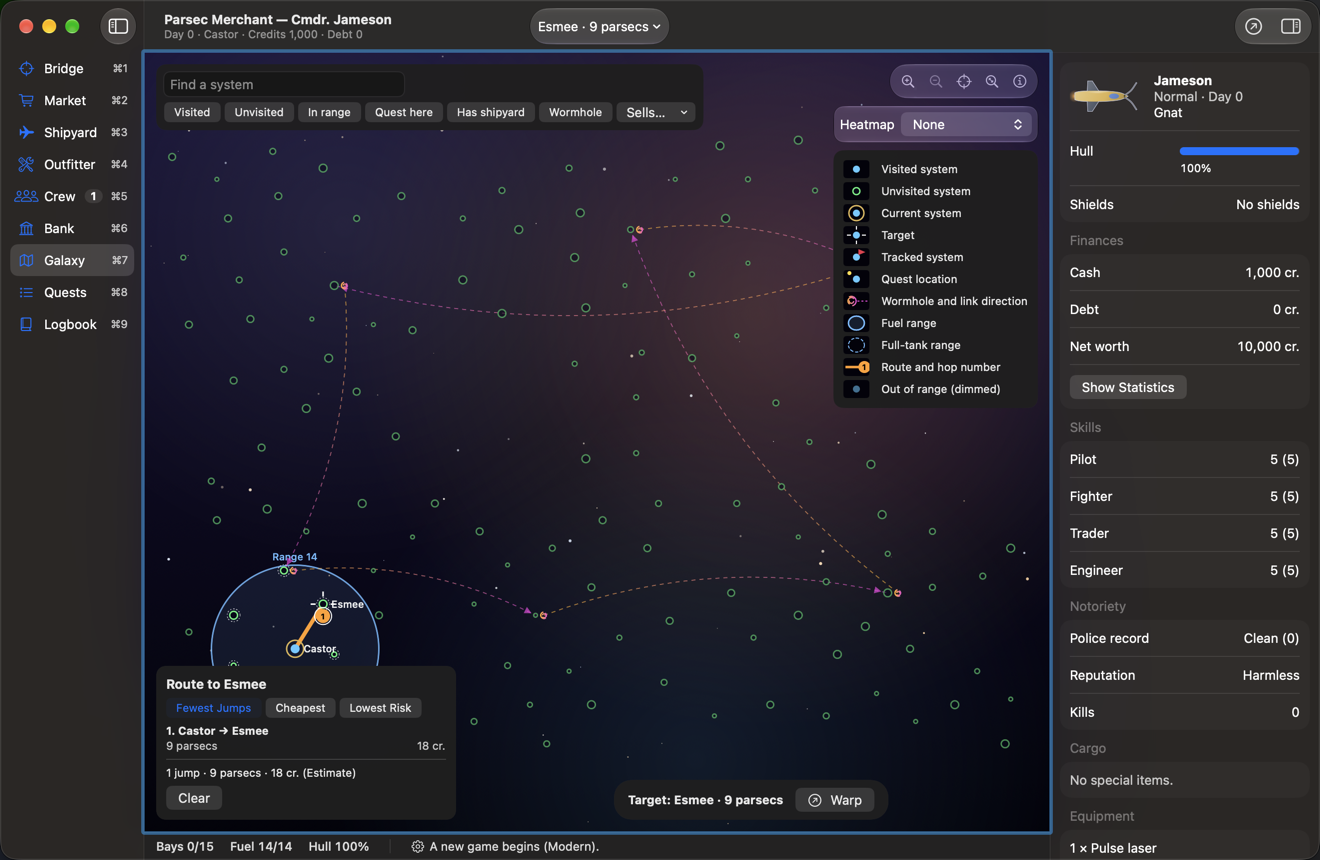 Parsec Merchant — Cmdr. Jameson
Day 0 · Castor · Credits 1,000 · Debt 0
Esmee · 9 parsecs
Bridge ⌘1
Market ⌘2
Shipyard ⌘3
Outfitter ⌘4
Crew 1 ⌘5
Bank ⌘6
Galaxy ⌘7
Quests ⌘8
Logbook ⌘9
Find a system
Visited Unvisited In range Quest here Has shipyard Wormhole Sells...
Heatmap None
Visited system
Unvisited system
Current system
Target
Tracked system
Quest location
Wormhole and link direction
Fuel range
Full-tank range
1 Route and hop number
Out of range (dimmed)
Range 14
Esmee
1
Castor
Route to Esmee
Fewest Jumps Cheapest Lowest Risk
1. Castor → Esmee
9 parsecs 18 cr.
1 jump · 9 parsecs · 18 cr. (Estimate)
Clear
Target: Esmee · 9 parsecs Warp
Bays 0/15 Fuel 14/14 Hull 100% A new game begins (Modern).
Jameson
Normal · Day 0
Gnat
Hull
100%
Shields No shields
Finances
Cash 1,000 cr.
Debt 0 cr.
Net worth 10,000 cr.
Show Statistics
Skills
Pilot 5 (5)
Fighter 5 (5)
Trader 5 (5)
Engineer 5 (5)
Notoriety
Police record Clean (0)
Reputation Harmless
Kills 0
Cargo
No special items.
Equipment
1 × Pulse laser